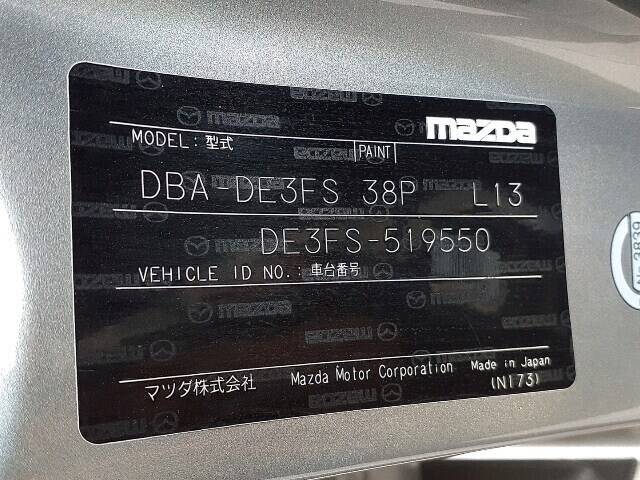 mazda
MODEL: 型式
PAINT
DBA DE3FS 38P L13
DE3FS-519550
VEHICLE ID NO.: 車台番号
マツダ株式会社 Mazda Motor Corporation Made in Japan
(N173)
3839